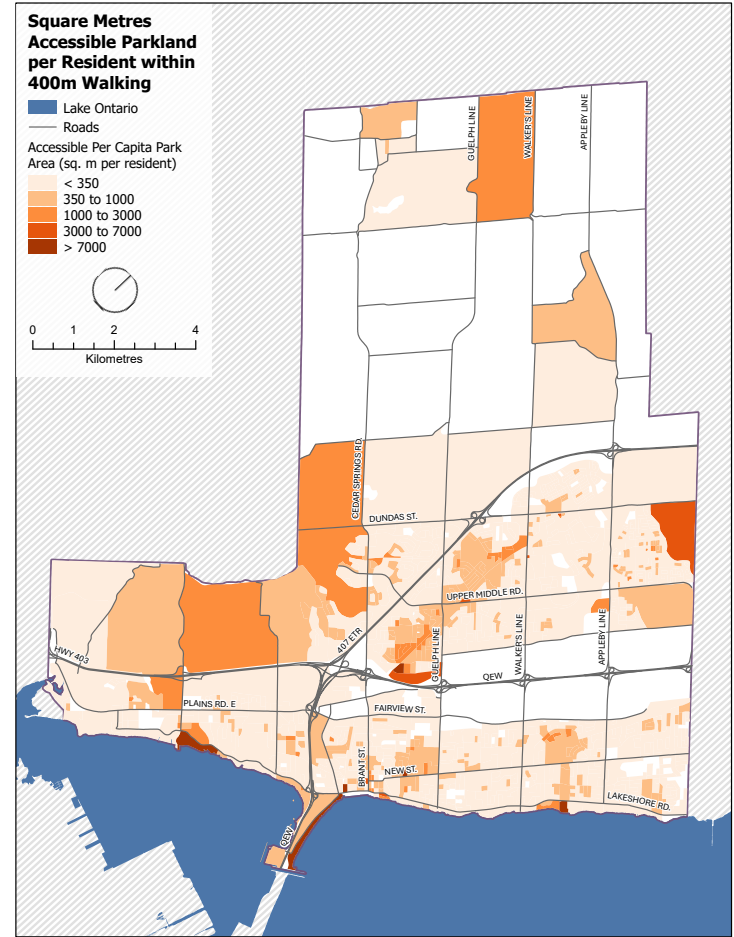 Square Metres
Accessible Parkland
per Resident within
400m Walking
Lake Ontario
Roads
Accessible Per Capita Park
Area (sq. m per resident)
< 350
350 to 1000
1000 to 3000
3000 to 7000
> 7000
0 1 2 4
Kilometres
GUELPH LINE
WALKER'S LINE
APPLEBY LINE
CEDAR SPRINGS RD.
DUNDAS ST.
UPPER MIDDLE RD.
407 ETR
GUELPH LINE
WALKER'S LINE
APPLEBY LINE
HWY 403
QEW
PLAINS RD. E
FAIRVIEW ST.
BRANT ST.
NEW ST.
LAKESHORE RD.
QEW